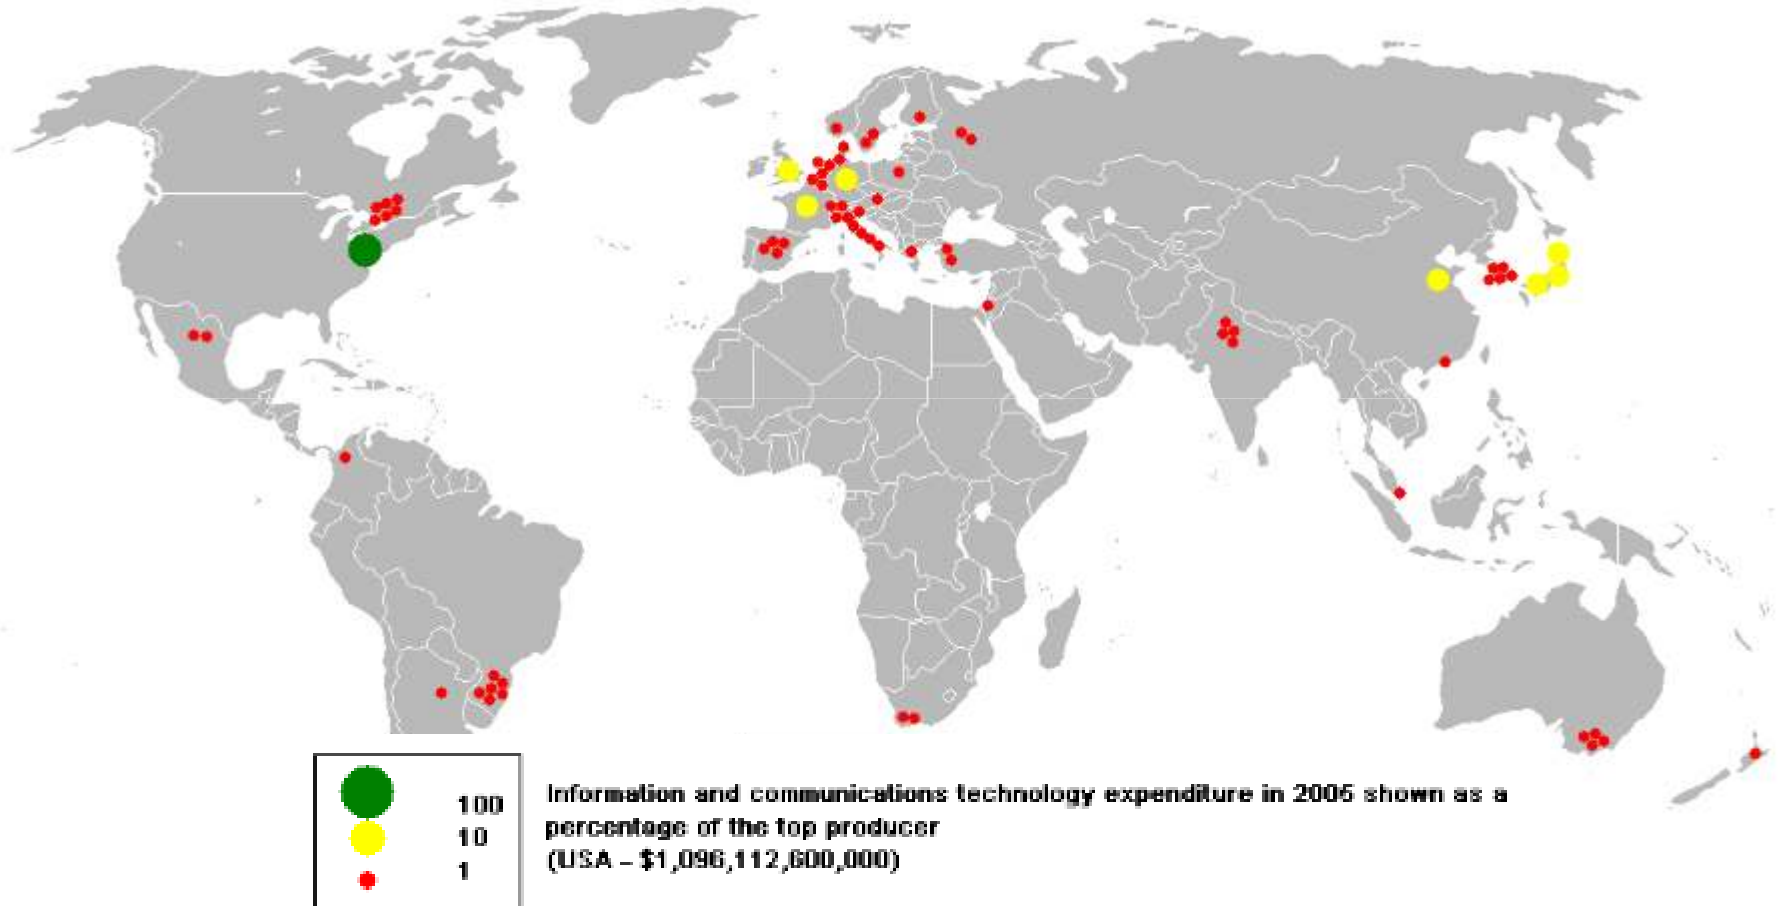 100
10
1
Information and communications technology expenditure in 2005 shown as a
percentage of the top producer
(USA – $1,096,112,600,000)